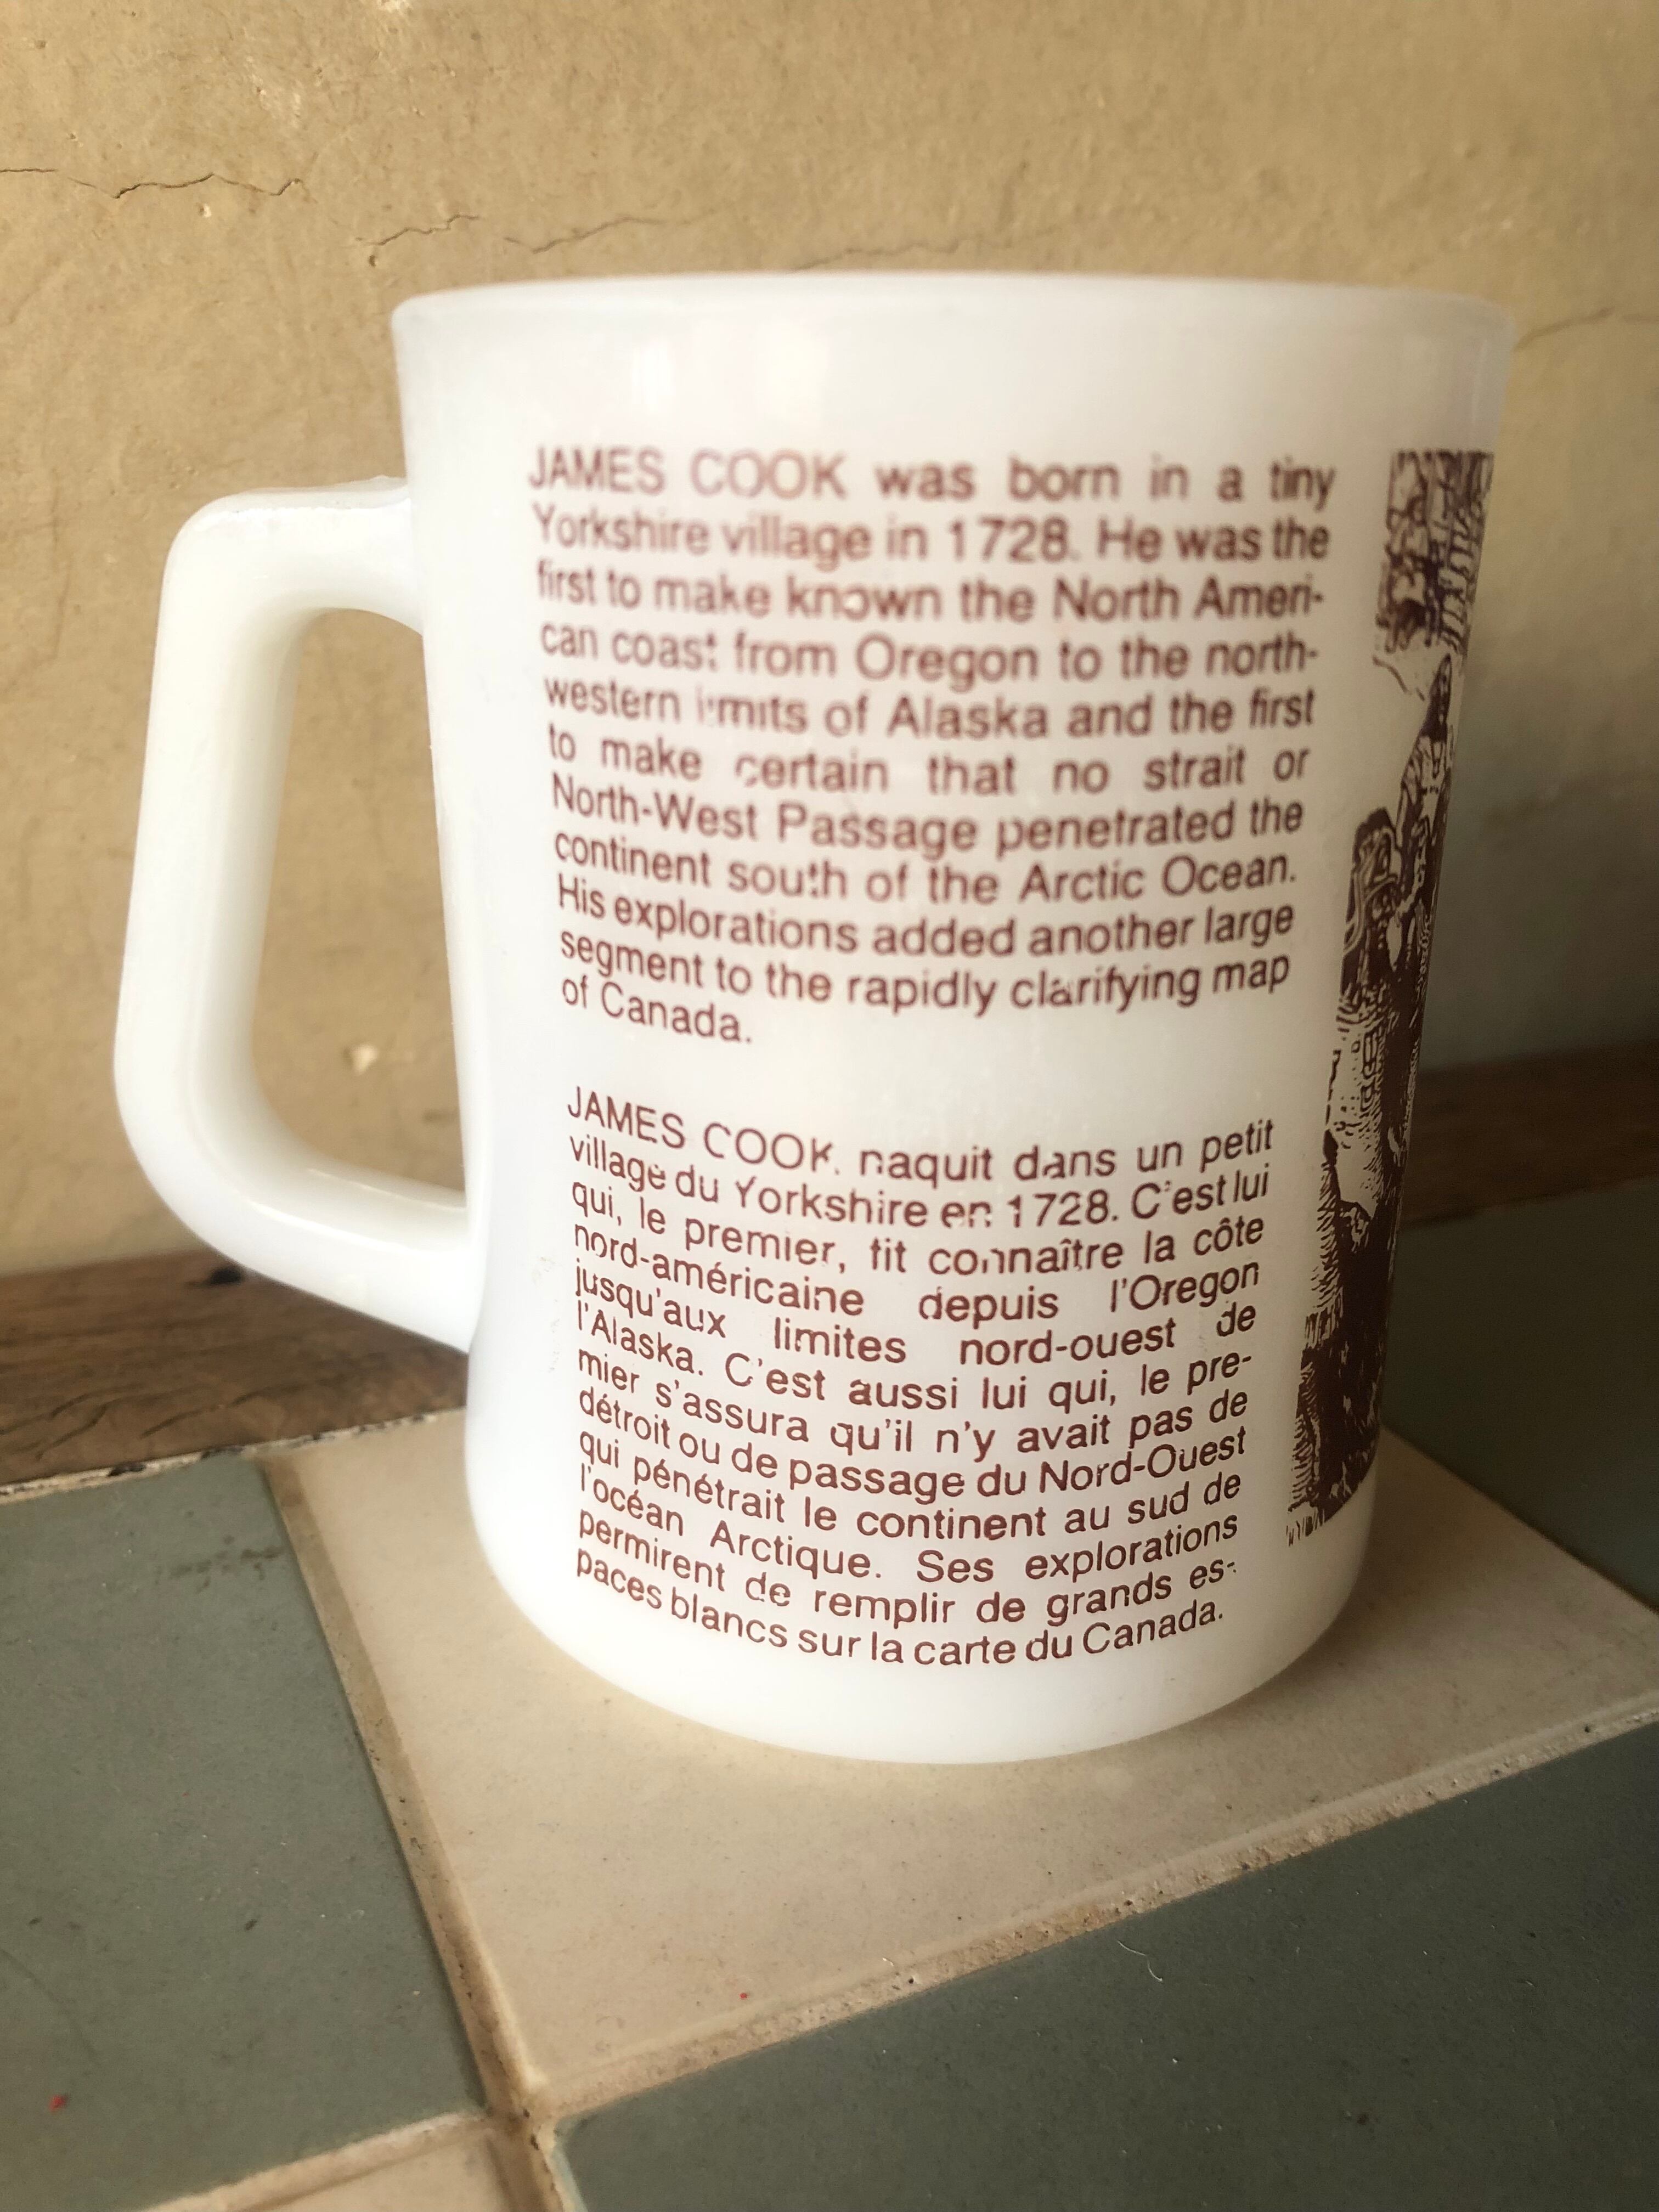 JAMES COOK was born in a tiny
Yorkshire village in 1728. He was the
first to make known the North Ameri-
can coast from Oregon to the north-
western limits of Alaska and the first
to make certain that no strait or
North-West Passage penetrated the
continent south of the Arctic Ocean.
His explorations added another large
segment to the rapidly clarifying map
of Canada.
JAMES COOK naquit dans un petit
village du Yorkshire en 1728. C'est lui
qui, le premier, fit connaître la côte
nord-américaine depuis l'Oregon
jusqu'aux limites nord-ouest de
l'Alaska. C'est aussi lui qui, le pre-
mier s'assura qu'il n'y avait pas de
détroit ou de passage du Nord-Ouest
qui pénétrait le continent au sud de
l'océan Arctique. Ses explorations
permirent de remplir de grands es-
paces blancs sur la carte du Canada.